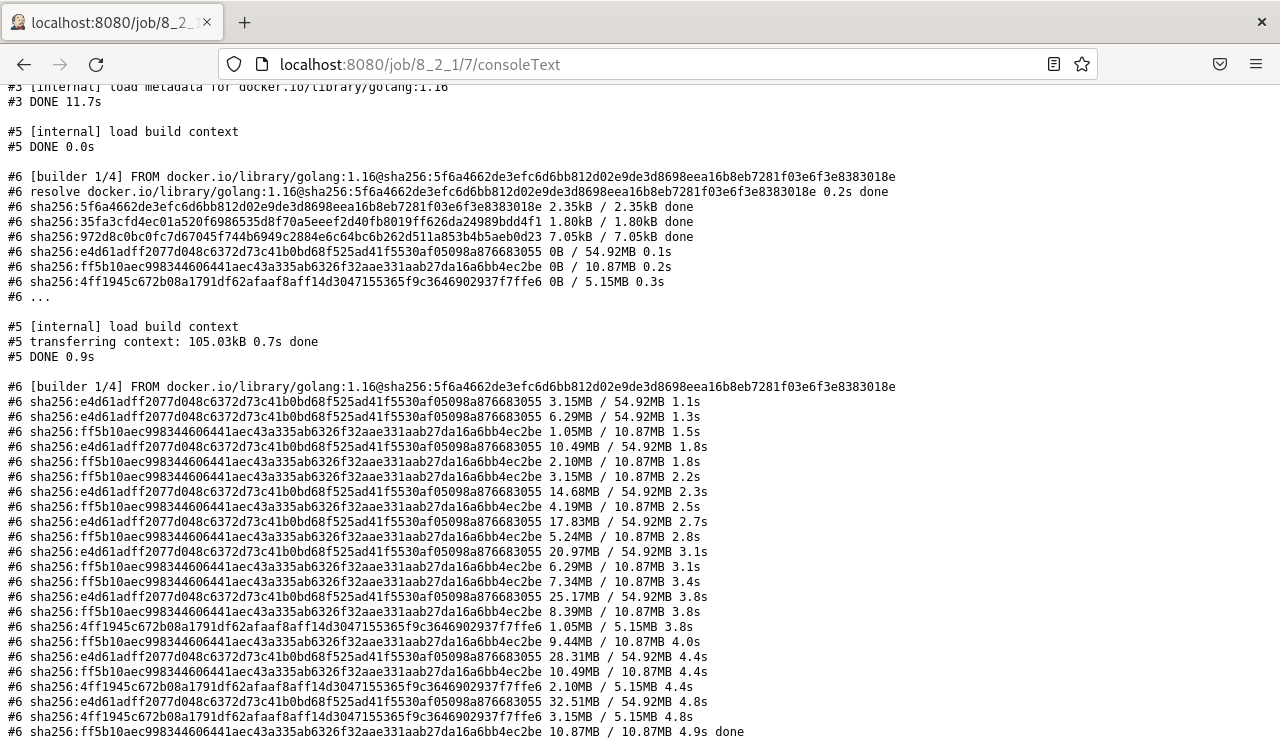 localhost:8080/job/8_2_1
localhost:8080/job/8_2_1/7/consoleText
#3 [internal] load metadata for docker.io/library/golang:1.16
#3 DONE 11.7s
#5 [internal] load build context
#5 DONE 0.0s
#6 [builder 1/4] FROM docker.io/library/golang:1.16@sha256:5f6a4662de3efc6d6bb812d02e9de3d8698eea16b8eb7281f03e6f3e8383018e
#6 resolve docker.io/library/golang:1.16@sha256:5f6a4662de3efc6d6bb812d02e9de3d8698eea16b8eb7281f03e6f3e8383018e 0.2s done
#6 sha256:5f6a4662de3efc6d6bb812d02e9de3d8698eea16b8eb7281f03e6f3e8383018e 2.35kB / 2.35kB done
#6 sha256:35fa3cfd4ec01a520f6986535d8f70a5eeef2d40fb8019ff626da24989bdd4f1 1.80kB / 1.80kB done
#6 sha256:972d8c0bc0fc7d67045f744b6949c2884e6c64bc6b262d511a853b4b5aeb0d23 7.05kB / 7.05kB done
#6 sha256:e4d61adff2077d048c6372d73c41b0bd68f525ad41f5530af05098a876683055 0B / 54.92MB 0.1s
#6 sha256:ff5b10aec998344606441aec43a335ab6326f32aae331aab27da16a6bb4ec2be 0B / 10.87MB 0.2s
#6 sha256:4ff1945c672b08a1791df62afaaf8aff14d3047155365f9c3646902937f7ffe6 0B / 5.15MB 0.3s
#6 ...
#5 [internal] load build context
#5 transferring context: 105.03kB 0.7s done
#5 DONE 0.9s
#6 [builder 1/4] FROM docker.io/library/golang:1.16@sha256:5f6a4662de3efc6d6bb812d02e9de3d8698eea16b8eb7281f03e6f3e8383018e
#6 sha256:e4d61adff2077d048c6372d73c41b0bd68f525ad41f5530af05098a876683055 3.15MB / 54.92MB 1.1s
#6 sha256:e4d61adff2077d048c6372d73c41b0bd68f525ad41f5530af05098a876683055 6.29MB / 54.92MB 1.3s
#6 sha256:ff5b10aec998344606441aec43a335ab6326f32aae331aab27da16a6bb4ec2be 1.05MB / 10.87MB 1.5s
#6 sha256:e4d61adff2077d048c6372d73c41b0bd68f525ad41f5530af05098a876683055 10.49MB / 54.92MB 1.8s
#6 sha256:ff5b10aec998344606441aec43a335ab6326f32aae331aab27da16a6bb4ec2be 2.10MB / 10.87MB 1.8s
#6 sha256:ff5b10aec998344606441aec43a335ab6326f32aae331aab27da16a6bb4ec2be 3.15MB / 10.87MB 2.2s
#6 sha256:e4d61adff2077d048c6372d73c41b0bd68f525ad41f5530af05098a876683055 14.68MB / 54.92MB 2.3s
#6 sha256:ff5b10aec998344606441aec43a335ab6326f32aae331aab27da16a6bb4ec2be 4.19MB / 10.87MB 2.5s
#6 sha256:e4d61adff2077d048c6372d73c41b0bd68f525ad41f5530af05098a876683055 17.83MB / 54.92MB 2.7s
#6 sha256:ff5b10aec998344606441aec43a335ab6326f32aae331aab27da16a6bb4ec2be 5.24MB / 10.87MB 2.8s
#6 sha256:e4d61adff2077d048c6372d73c41b0bd68f525ad41f5530af05098a876683055 20.97MB / 54.92MB 3.1s
#6 sha256:ff5b10aec998344606441aec43a335ab6326f32aae331aab27da16a6bb4ec2be 6.29MB / 10.87MB 3.1s
#6 sha256:ff5b10aec998344606441aec43a335ab6326f32aae331aab27da16a6bb4ec2be 7.34MB / 10.87MB 3.4s
#6 sha256:e4d61adff2077d048c6372d73c41b0bd68f525ad41f5530af05098a876683055 25.17MB / 54.92MB 3.8s
#6 sha256:ff5b10aec998344606441aec43a335ab6326f32aae331aab27da16a6bb4ec2be 8.39MB / 10.87MB 3.8s
#6 sha256:4ff1945c672b08a1791df62afaaf8aff14d3047155365f9c3646902937f7ffe6 1.05MB / 5.15MB 3.8s
#6 sha256:ff5b10aec998344606441aec43a335ab6326f32aae331aab27da16a6bb4ec2be 9.44MB / 10.87MB 4.0s
#6 sha256:e4d61adff2077d048c6372d73c41b0bd68f525ad41f5530af05098a876683055 28.31MB / 54.92MB 4.4s
#6 sha256:ff5b10aec998344606441aec43a335ab6326f32aae331aab27da16a6bb4ec2be 10.49MB / 10.87MB 4.4s
#6 sha256:4ff1945c672b08a1791df62afaaf8aff14d3047155365f9c3646902937f7ffe6 2.10MB / 5.15MB 4.4s
#6 sha256:e4d61adff2077d048c6372d73c41b0bd68f525ad41f5530af05098a876683055 32.51MB / 54.92MB 4.8s
#6 sha256:4ff1945c672b08a1791df62afaaf8aff14d3047155365f9c3646902937f7ffe6 3.15MB / 5.15MB 4.8s
#6 sha256:ff5b10aec998344606441aec43a335ab6326f32aae331aab27da16a6bb4ec2be 10.87MB / 10.87MB 4.9s done